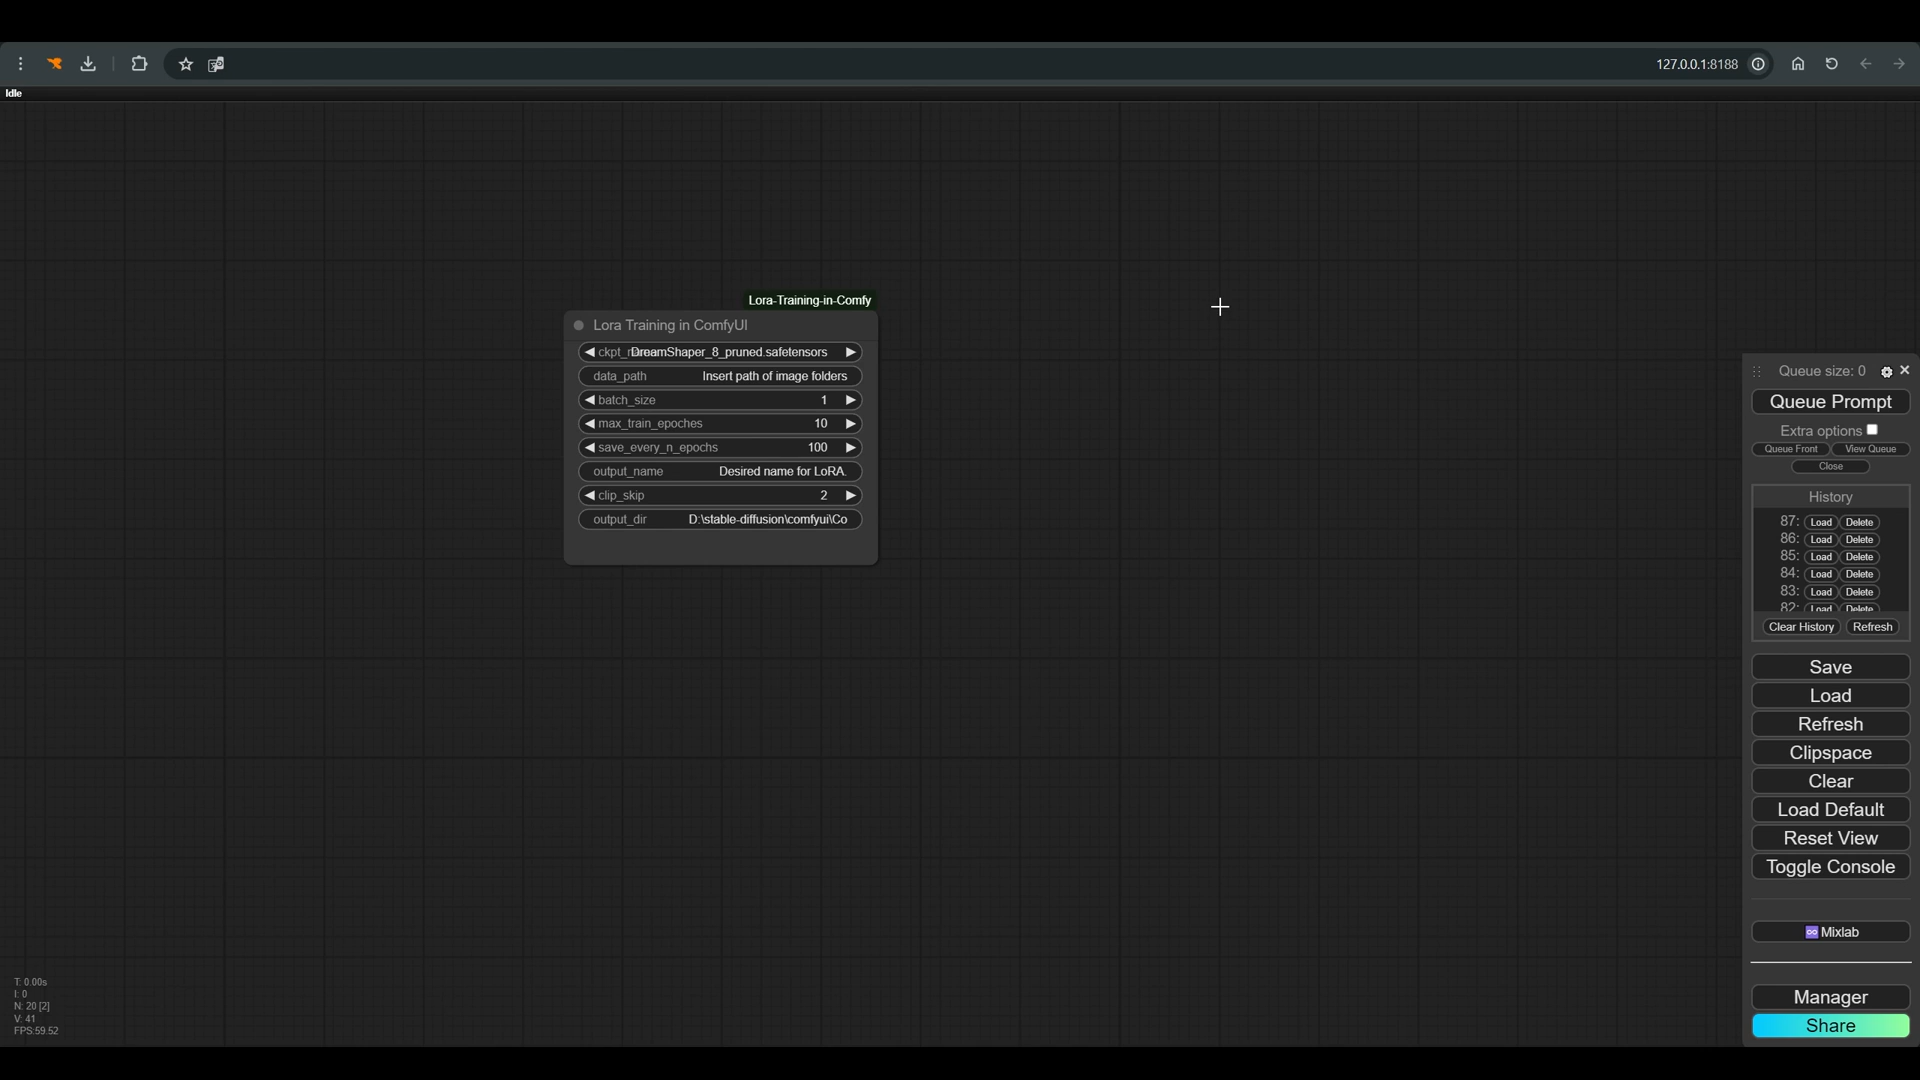 127.0.0.1:8188
Idle
Lora-Training-in-Comfy
Lora Training in ComfyUI
DreamShaper_8_pruned.safetensors
data_path Insert path of image folders
batch_size 1
max_train_epoches 10
save_every_n_epochs 100
output_name Desired name for LoRA.
clip_skip 2
output_dir D:\stable-diffusion\comfyui\Co
Queue size: 0
Queue Prompt
Extra options
Queue Front View Queue
Close
History
87: Load Delete
86: Load Delete
85: Load Delete
84: Load Delete
83: Load Delete
82: Load Delete
Clear History Refresh
Save
Load
Refresh
Clipspace
Clear
Load Default
Reset View
Toggle Console
Mixlab
Manager
Share
T: 0.00s
I: 0
N: 20 [2]
V: 41
FPS:59.52